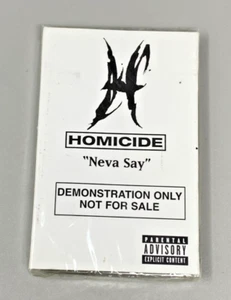 HOMICIDE
"Neva Say"
DEMONSTRATION ONLY
NOT FOR SALE
PARENTAL
ADVISORY
EXPLICIT CONTENT